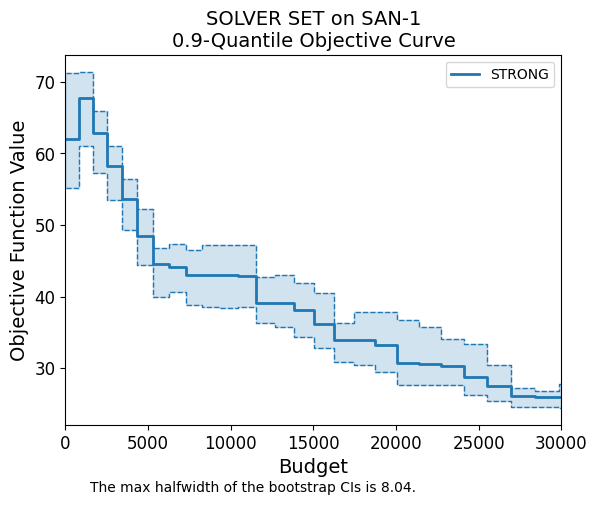 SOLVER SET on SAN-1
0.9-Quantile Objective Curve
STRONG
Objective Function Value
70
60
50
40
30
0 5000 10000 15000 20000 25000 30000
Budget
The max halfwidth of the bootstrap CIs is 8.04.